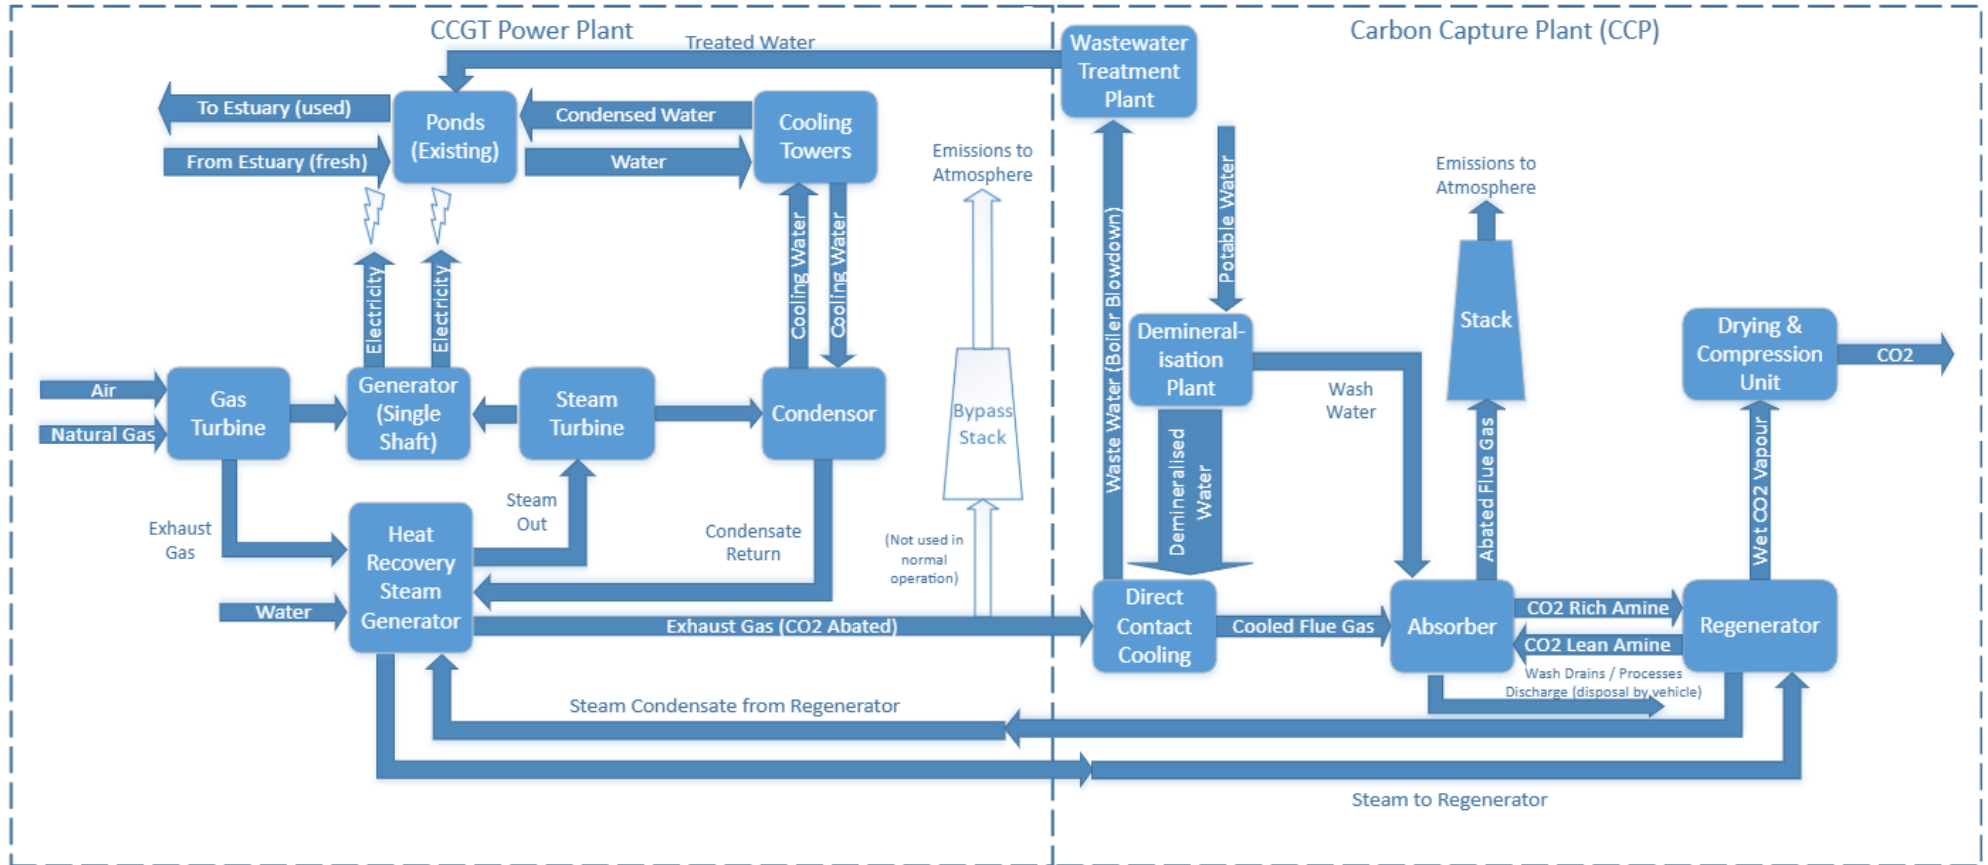 CCGT Power Plant
Carbon Capture Plant (CCP)
Treated Water
Wastewater
Treatment
Plant
To Estuary (used)
From Estuary (fresh)
Ponds
(Existing)
Condensed Water
Water
Cooling
Towers
Emissions to
Atmosphere
Potable Water
Emissions to
Atmosphere
Electricity
Electricity
Cooling Water
Cooling Water
Waste Water (Boiler Blowdown)
Demineral-
isation
Plant
Stack
Drying &
Compression
Unit
CO2
Air
Natural Gas
Gas
Turbine
Generator
(Single
Shaft)
Steam
Turbine
Condensor
Bypass
Stack
Wash
Water
Demineralised
Water
Abated Flue Gas
Wet CO2 Vapour
Exhaust
Gas
Steam
Out
Condensate
Return
(Not used in
normal
operation)
Heat
Recovery
Steam
Generator
Water
Exhaust Gas (CO2 Abated)
Direct
Contact
Cooling
Cooled Flue Gas
Absorber
CO2 Rich Amine
CO2 Lean Amine
Regenerator
Wash Drains / Processes
Discharge (disposal by vehicle)
Steam Condensate from Regenerator
Steam to Regenerator